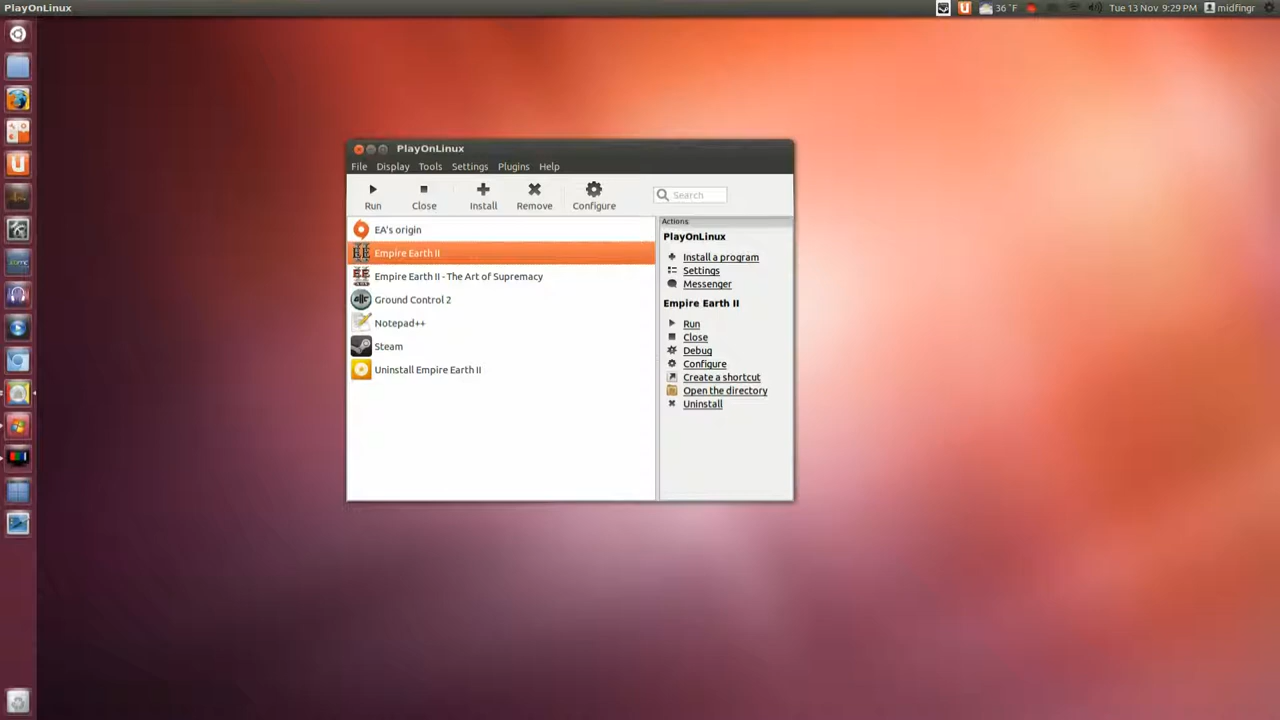 PlayOnLinux
36 °F
Tue 13 Nov 9:29 PM
midfingr
PlayOnLinux
File Display Tools Settings Plugins Help
Run Close Install Remove Configure
Search
EA's origin
Empire Earth II
Empire Earth II - The Art of Supremacy
Ground Control 2
Notepad++
Steam
Uninstall Empire Earth II
Actions
PlayOnLinux
Install a program
Settings
Messenger
Empire Earth II
Run
Close
Debug
Configure
Create a shortcut
Open the directory
Uninstall